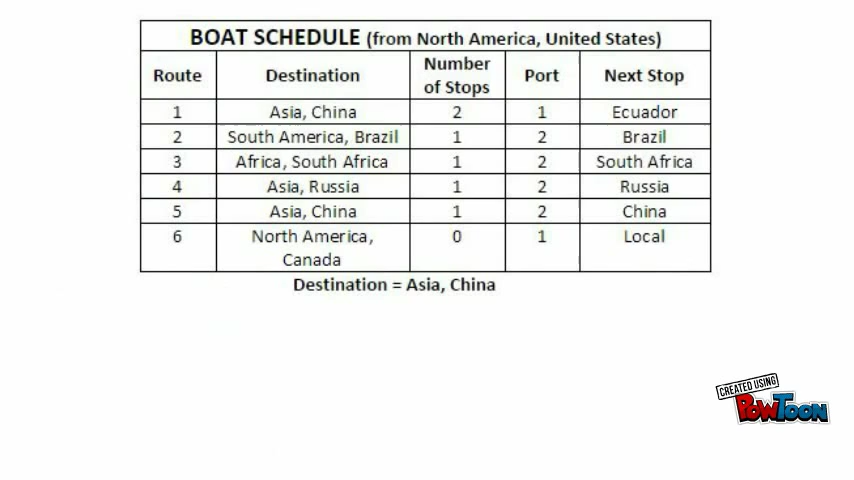 BOAT SCHEDULE (from North America, United States)
Route Destination Number of Stops Port Next Stop
1 Asia, China 2 1 Ecuador
2 South America, Brazil 1 2 Brazil
3 Africa, South Africa 1 2 South Africa
4 Asia, Russia 1 2 Russia
5 Asia, China 1 2 China
6 North America, Canada 0 1 Local
Destination = Asia, China
CREATED USING
POWTOON